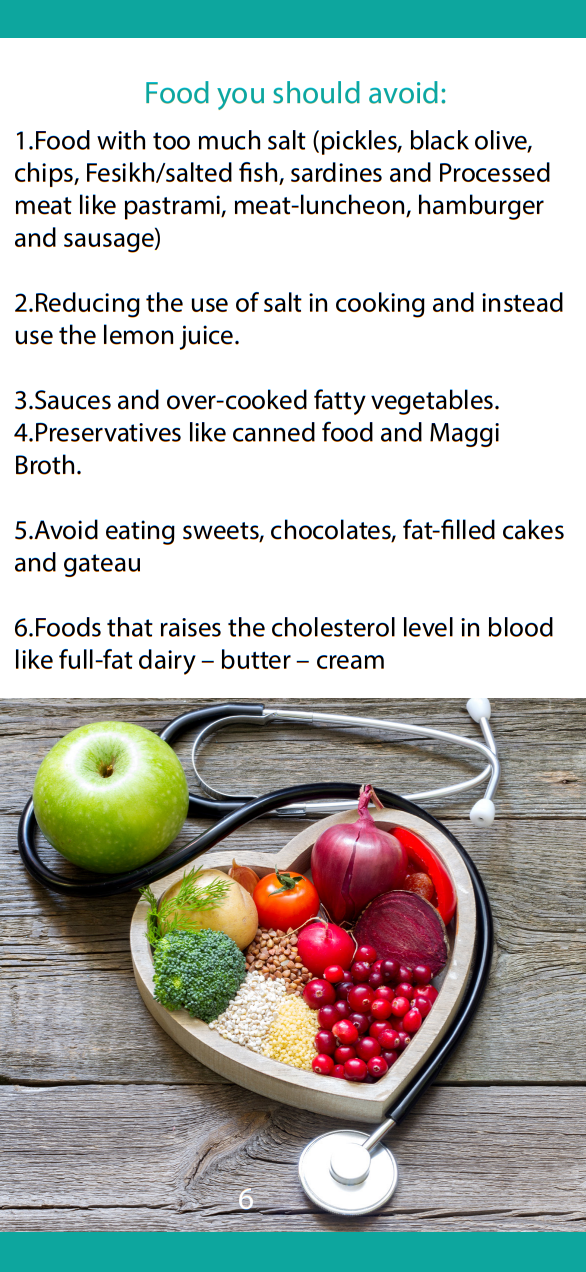 Food you should avoid:
1.Food with too much salt (pickles, black olive,
chips, Fesikh/salted fish, sardines and Processed
meat like pastrami, meat-luncheon, hamburger
and sausage)
2.Reducing the use of salt in cooking and instead
use the lemon juice.
3.Sauces and over-cooked fatty vegetables.
4.Preservatives like canned food and Maggi
Broth.
5.Avoid eating sweets, chocolates, fat-filled cakes
and gateau
6.Foods that raises the cholesterol level in blood
like full-fat dairy – butter – cream
6